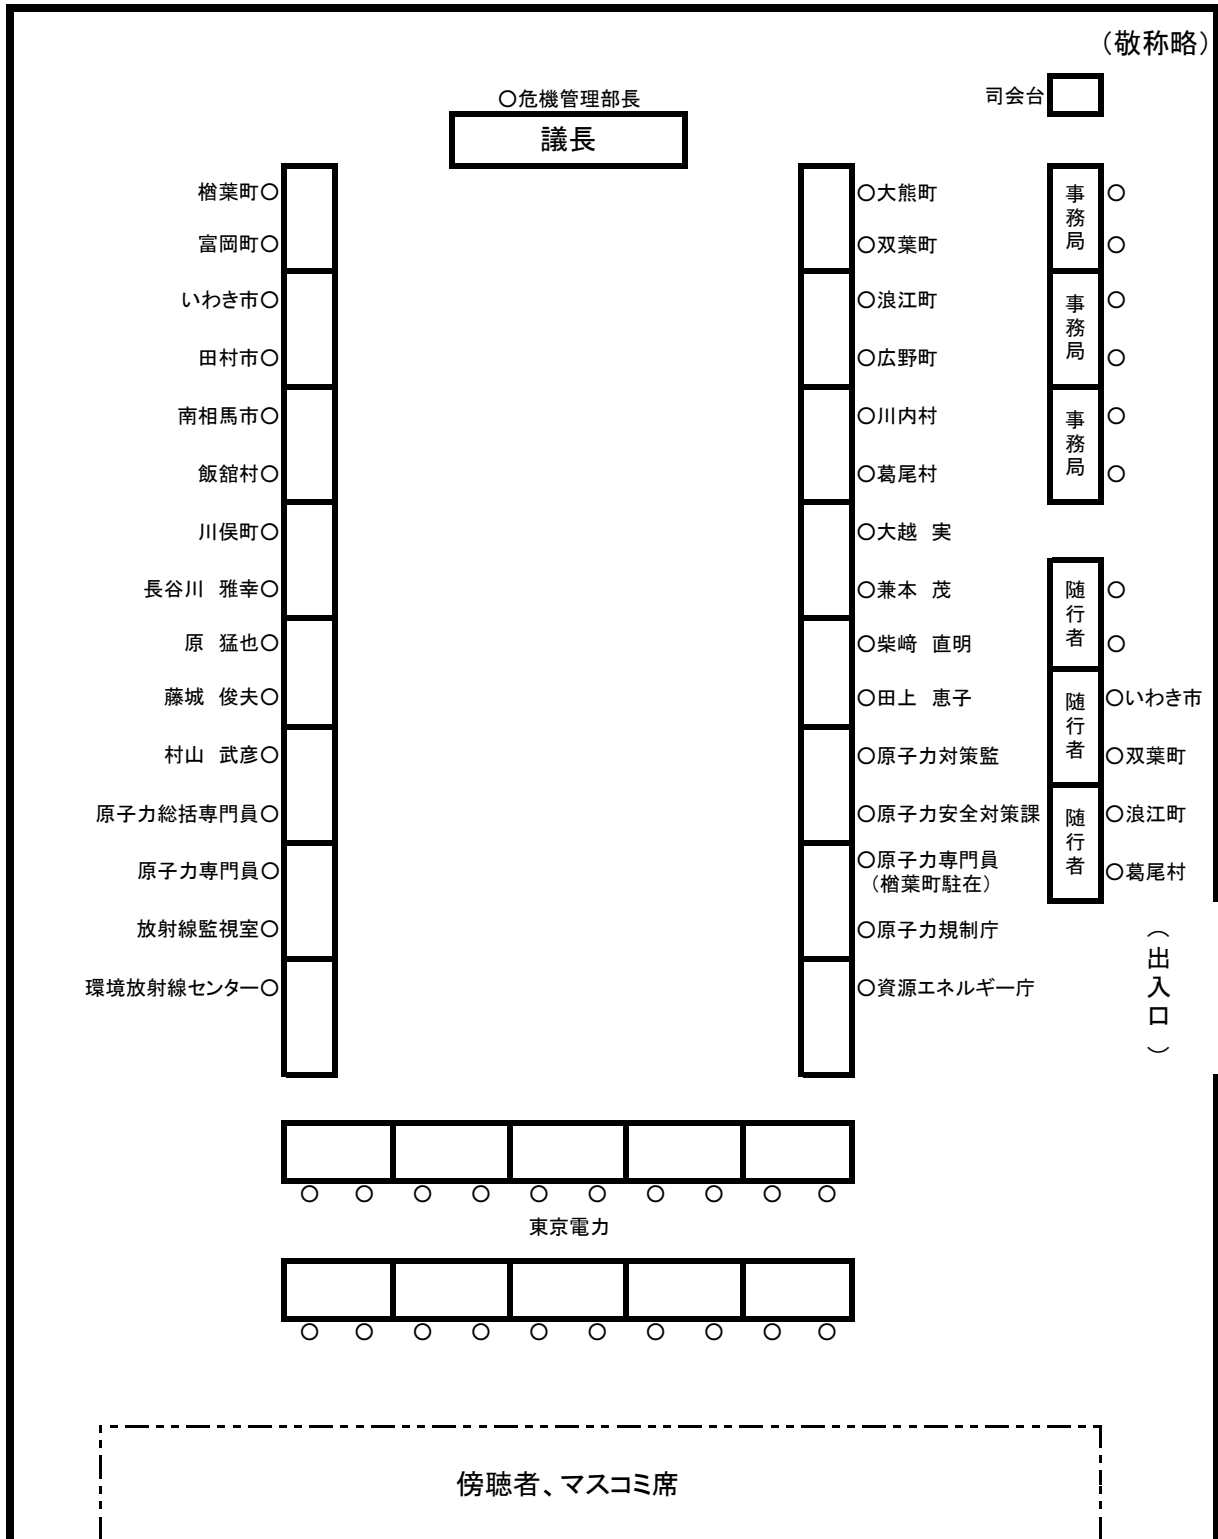 （敬称略）
○危機管理部長
司会台
議長
楢葉町○
富岡町○
いわき市○
田村市○
南相馬市○
飯舘村○
川俣町○
長谷川　雅幸○
原　猛也○
藤城　俊夫○
村山　武彦○
原子力総括専門員○
原子力専門員○
放射線監視室○
環境放射線センター○
○大熊町
○双葉町
○浪江町
○広野町
○川内村
○葛尾村
○大越　実
○兼本　茂
○柴﨑　直明
○田上　恵子
○原子力対策監
○原子力安全対策課
○原子力専門員
（楢葉町駐在）
○原子力規制庁
○資源エネルギー庁
事務局
事務局
事務局
随行者
随行者
随行者
○いわき市
○双葉町
○浪江町
○葛尾村
（出入口）
東京電力
傍聴者、マスコミ席